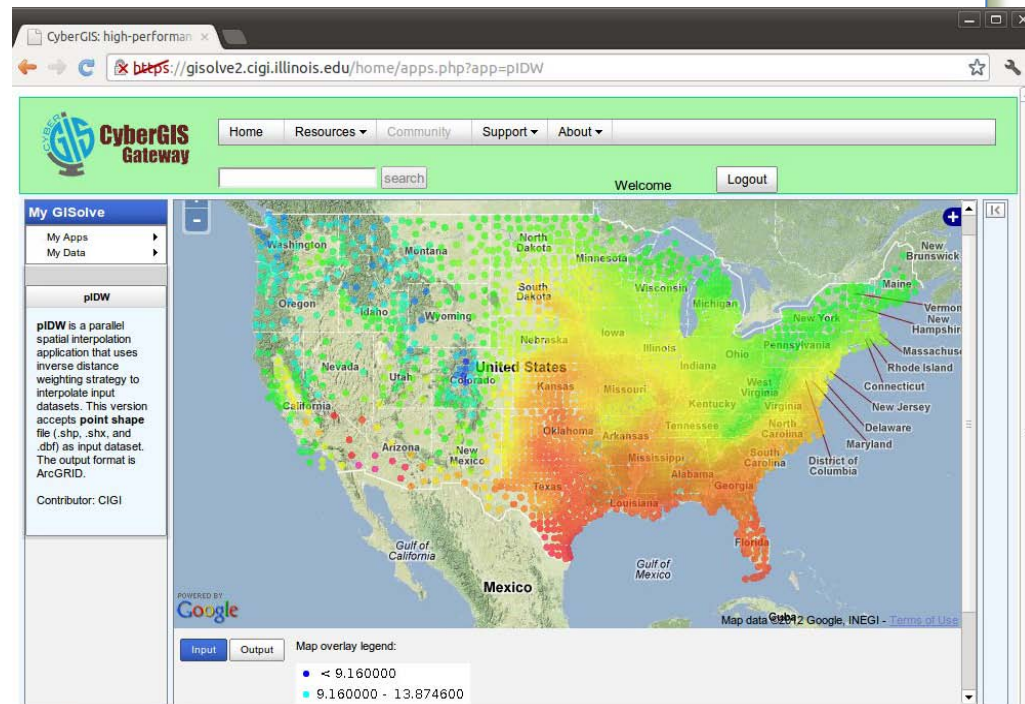 CyberGIS: high-performan
https://gisolve2.cigi.illinois.edu/home/apps.php?app=pIDW
CYBER
GIS
CyberGIS
Gateway
Home
Resources
Community
Support
About
search
Welcome
Logout
My GISolve
My Apps
My Data
pIDW
pIDW is a parallel
spatial interpolation
application that uses
inverse distance
weighting strategy to
interpolate input
datasets. This version
accepts point shape
file (.shp, .shx, and
.dbf) as input dataset.
The output format is
ArcGRID.
Contributor: CIGI
Washington
Montana
North
Dakota
Minnesota
New
Brunswick
Oregon
Idaho
Wyoming
South
Dakota
Wisconsin
Michigan
Maine
Vermon
New
Hampshire
New York
Massachuse
Rhode Island
Connecticut
New Jersey
Delaware
Maryland
District of
Columbia
Nebraska
Iowa
Illinois
Indiana
Ohio
Pennsylvania
Nevada
Utah
Colorado
United States
Kansas
Missouri
West
Virginia
Virginia
Kentucky
California
Arizona
New
Mexico
Oklahoma
Arkansas
Tennessee
North
Carolina
South
Carolina
Mississippi
Alabama
Georgia
Texas
Louisiana
Florida
Gulf of
California
Gulf of
Mexico
Mexico
Cuba
POWERED BY
Google
Map data ©2012 Google, INEGI - Terms of Use
Input
Output
Map overlay legend:
< 9.160000
9.160000 - 13.874600